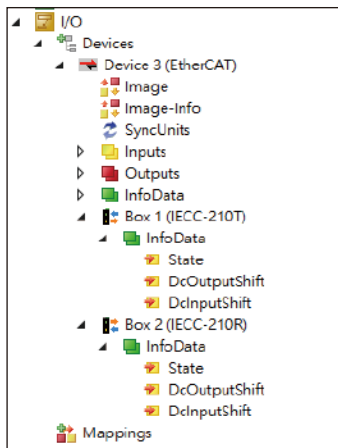 I/O
Devices
Device 3 (EtherCAT)
Image
Image-Info
SyncUnits
Inputs
Outputs
InfoData
Box 1 (IECC-210T)
InfoData
State
DcOutputShift
DcInputShift
Box 2 (IECC-210R)
InfoData
State
DcOutputShift
DcInputShift
Mappings